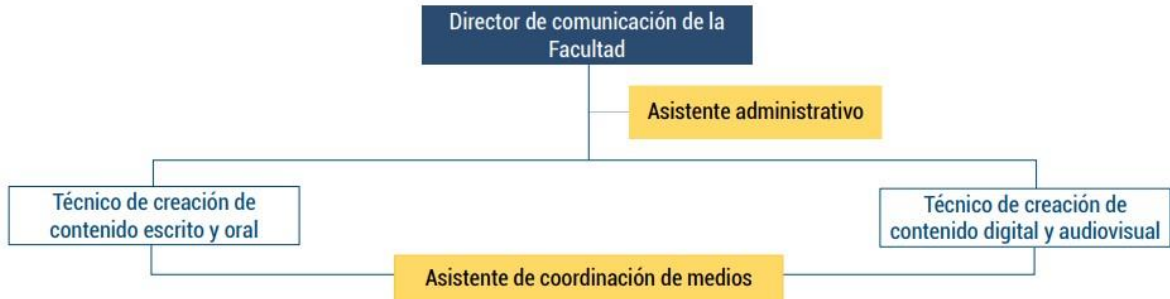 Director de comunicación de la
Facultad
Asistente administrativo
Técnico de creación de
contenido escrito y oral
Técnico de creación de
contenido digital y audiovisual
Asistente de coordinación de medios